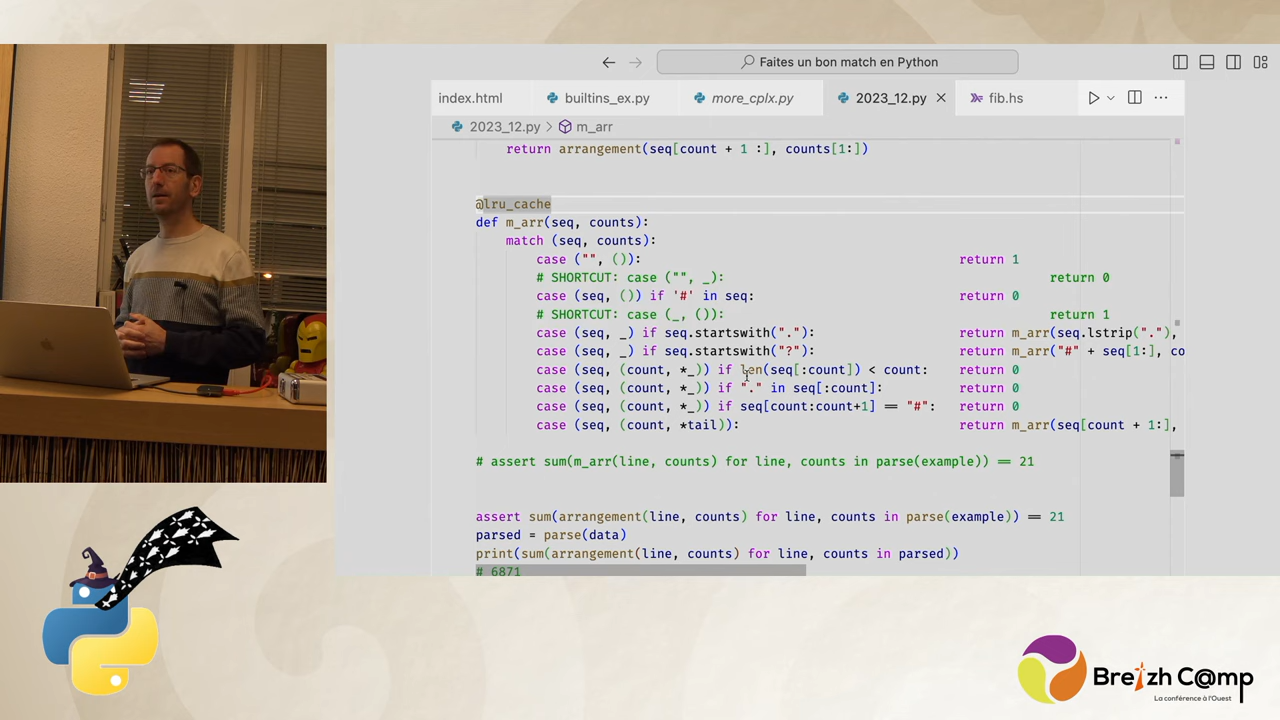 Faites un bon match en Python
index.html
builtins_ex.py
more_cplx.py
2023_12.py
fib.hs
2023_12.py > m_arr
return arrangement(seq[count + 1 :], counts[1:])
@lru_cache
def m_arr(seq, counts):
match (seq, counts):
case ("", ()): return 1
# SHORTCUT: case ("", _): return 0
case (seq, ()) if '#' in seq: return 0
# SHORTCUT: case (_, ()): return 1
case (seq, _) if seq.startswith("."): return m_arr(seq.lstrip("."),
case (seq, _) if seq.startswith("?"): return m_arr("#" + seq[1:], co
case (seq, (count, *_)) if len(seq[:count]) < count: return 0
case (seq, (count, *_)) if "." in seq[:count]: return 0
case (seq, (count, *_)) if seq[count:count+1] == "#": return 0
case (seq, (count, *tail)): return m_arr(seq[count + 1:],
# assert sum(m_arr(line, counts) for line, counts in parse(example)) == 21
assert sum(arrangement(line, counts) for line, counts in parse(example)) == 21
parsed = parse(data)
print(sum(arrangement(line, counts) for line, counts in parsed))
# 6871
Breizh C@mp
La conférence à l'Ouest